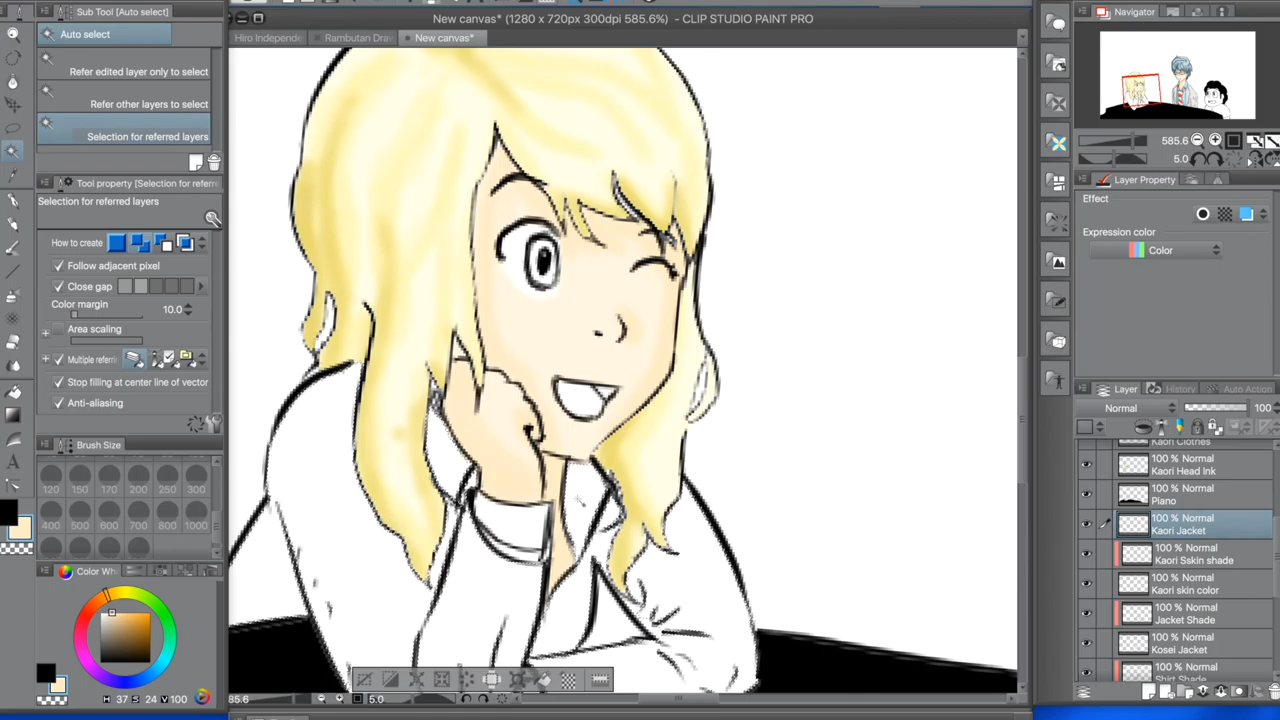 Sub Tool [Auto select]
New canvas* (1280 x 720px 300dpi 585.6%) - CLIP STUDIO PAINT PRO
Navigator
Auto select
Hiro Independe
Rambutan Dra
New canvas*
Refer edited layer only to select
Refer other layers to select
Selection for referred layers
585.6
5.0
Tool property [Selection for referre
Layer Property
Selection for referred layers
Effect
Expression color
Color
How to create
Follow adjacent pixel
Close gap
Color margin
10.0
Area scaling
Multiple referri
Stop filling at center line of vector
Anti-aliasing
Layer
History
Auto Action
Normal
100
Brush Size
120 150 170 200 250 300
400 500 600 700 800 1000
Kaori Clothes
100 % Normal
Kaori Head Ink
100 % Normal
Piano
100 % Normal
Kaori Jacket
100 % Normal
Kaori Sskin shade
100 % Normal
Kaori skin color
100 % Normal
Jacket Shade
100 % Normal
Kosei Jacket
100 % Normal
Shirt Shade
Color Wh
H 37 S 24 V 100
85.6
5.0